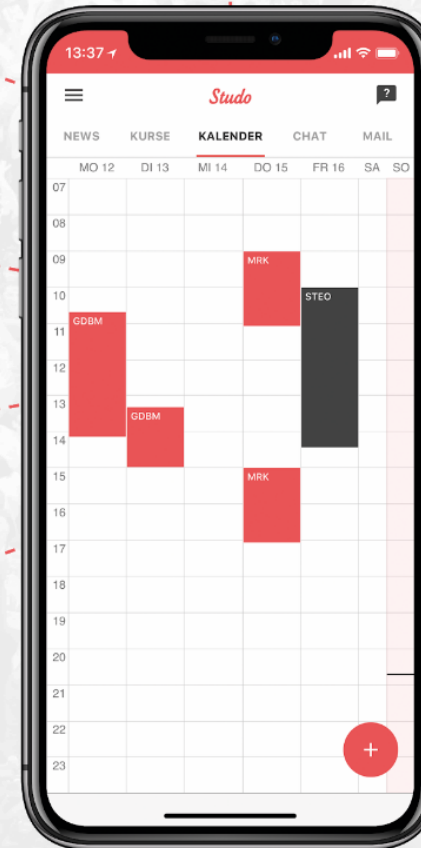 13:37
Studo
?
NEWS KURSE KALENDER CHAT MAIL
MO 12 DI 13 MI 14 DO 15 FR 16 SA SO
07
08
09 MRK
10 STEO
GDBM
11
12
13
GDBM
14
15 MRK
16
17
18
19
20
21
22
+
23